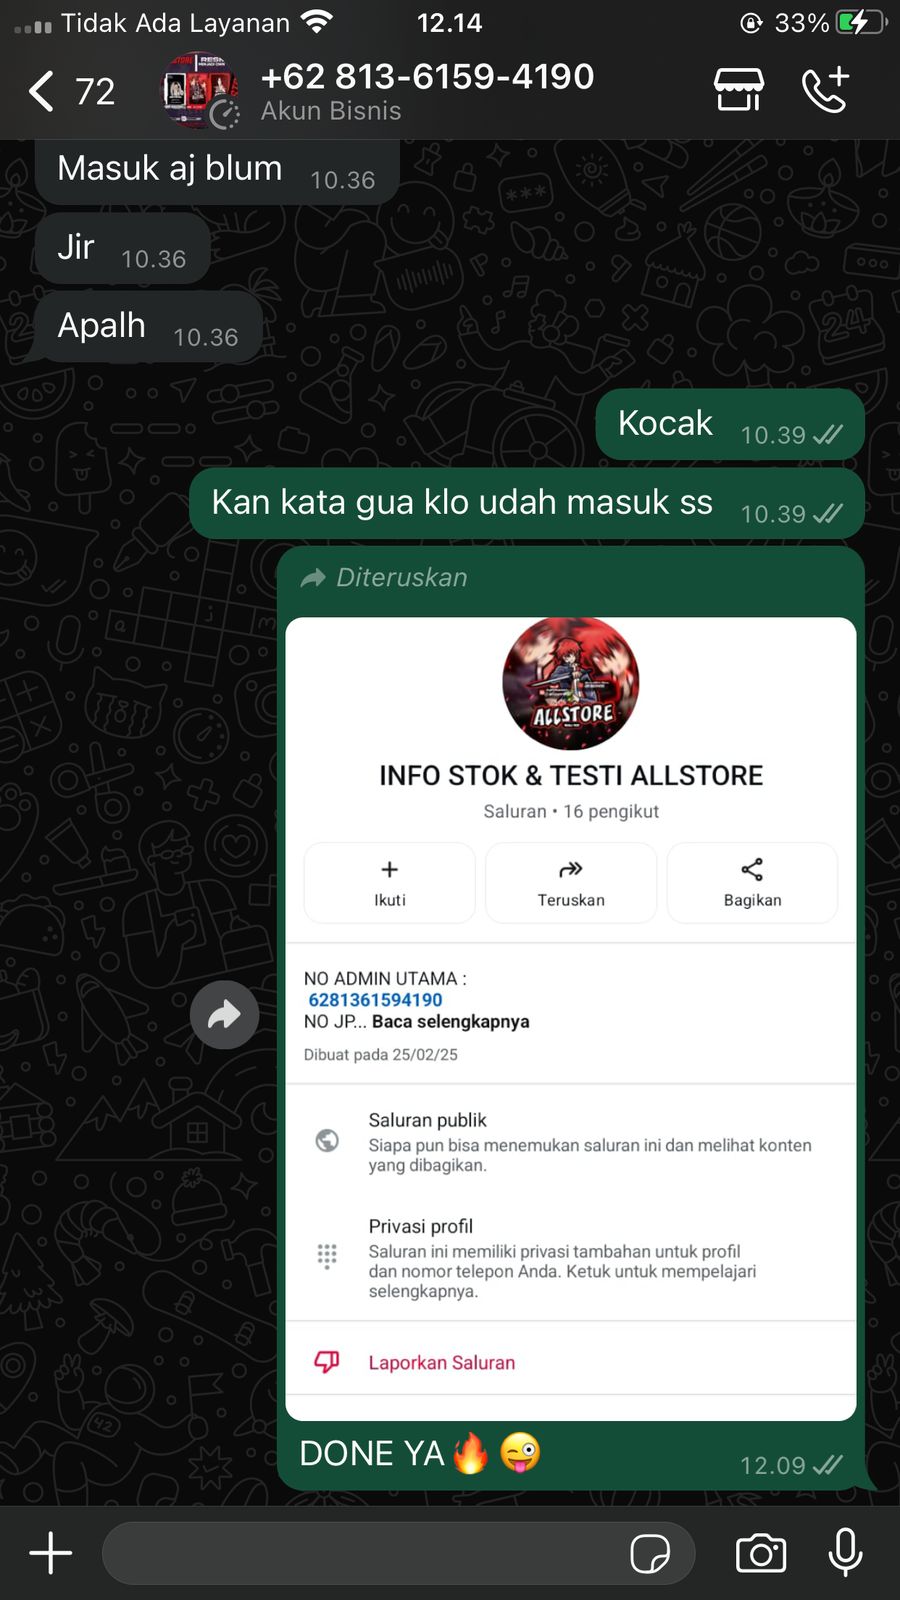 Tidak Ada Layanan 12.14 33%
72 +62 813-6159-4190
Akun Bisnis
Masuk aj blum 10.36
Jir 10.36
Apalh 10.36
Kocak 10.39
Kan kata gua klo udah masuk ss 10.39
Diteruskan
ALLSTORE
INFO STOK & TESTI ALLSTORE
Saluran • 16 pengikut
Ikuti Teruskan Bagikan
NO ADMIN UTAMA :
6281361594190
NO JP... Baca selengkapnya
Dibuat pada 25/02/25
Saluran publik
Siapa pun bisa menemukan saluran ini dan melihat konten
yang dibagikan.
Privasi profil
Saluran ini memiliki privasi tambahan untuk profil
dan nomor telepon Anda. Ketuk untuk mempelajari
selengkapnya.
Laporkan Saluran
DONE YA🔥😜 12.09